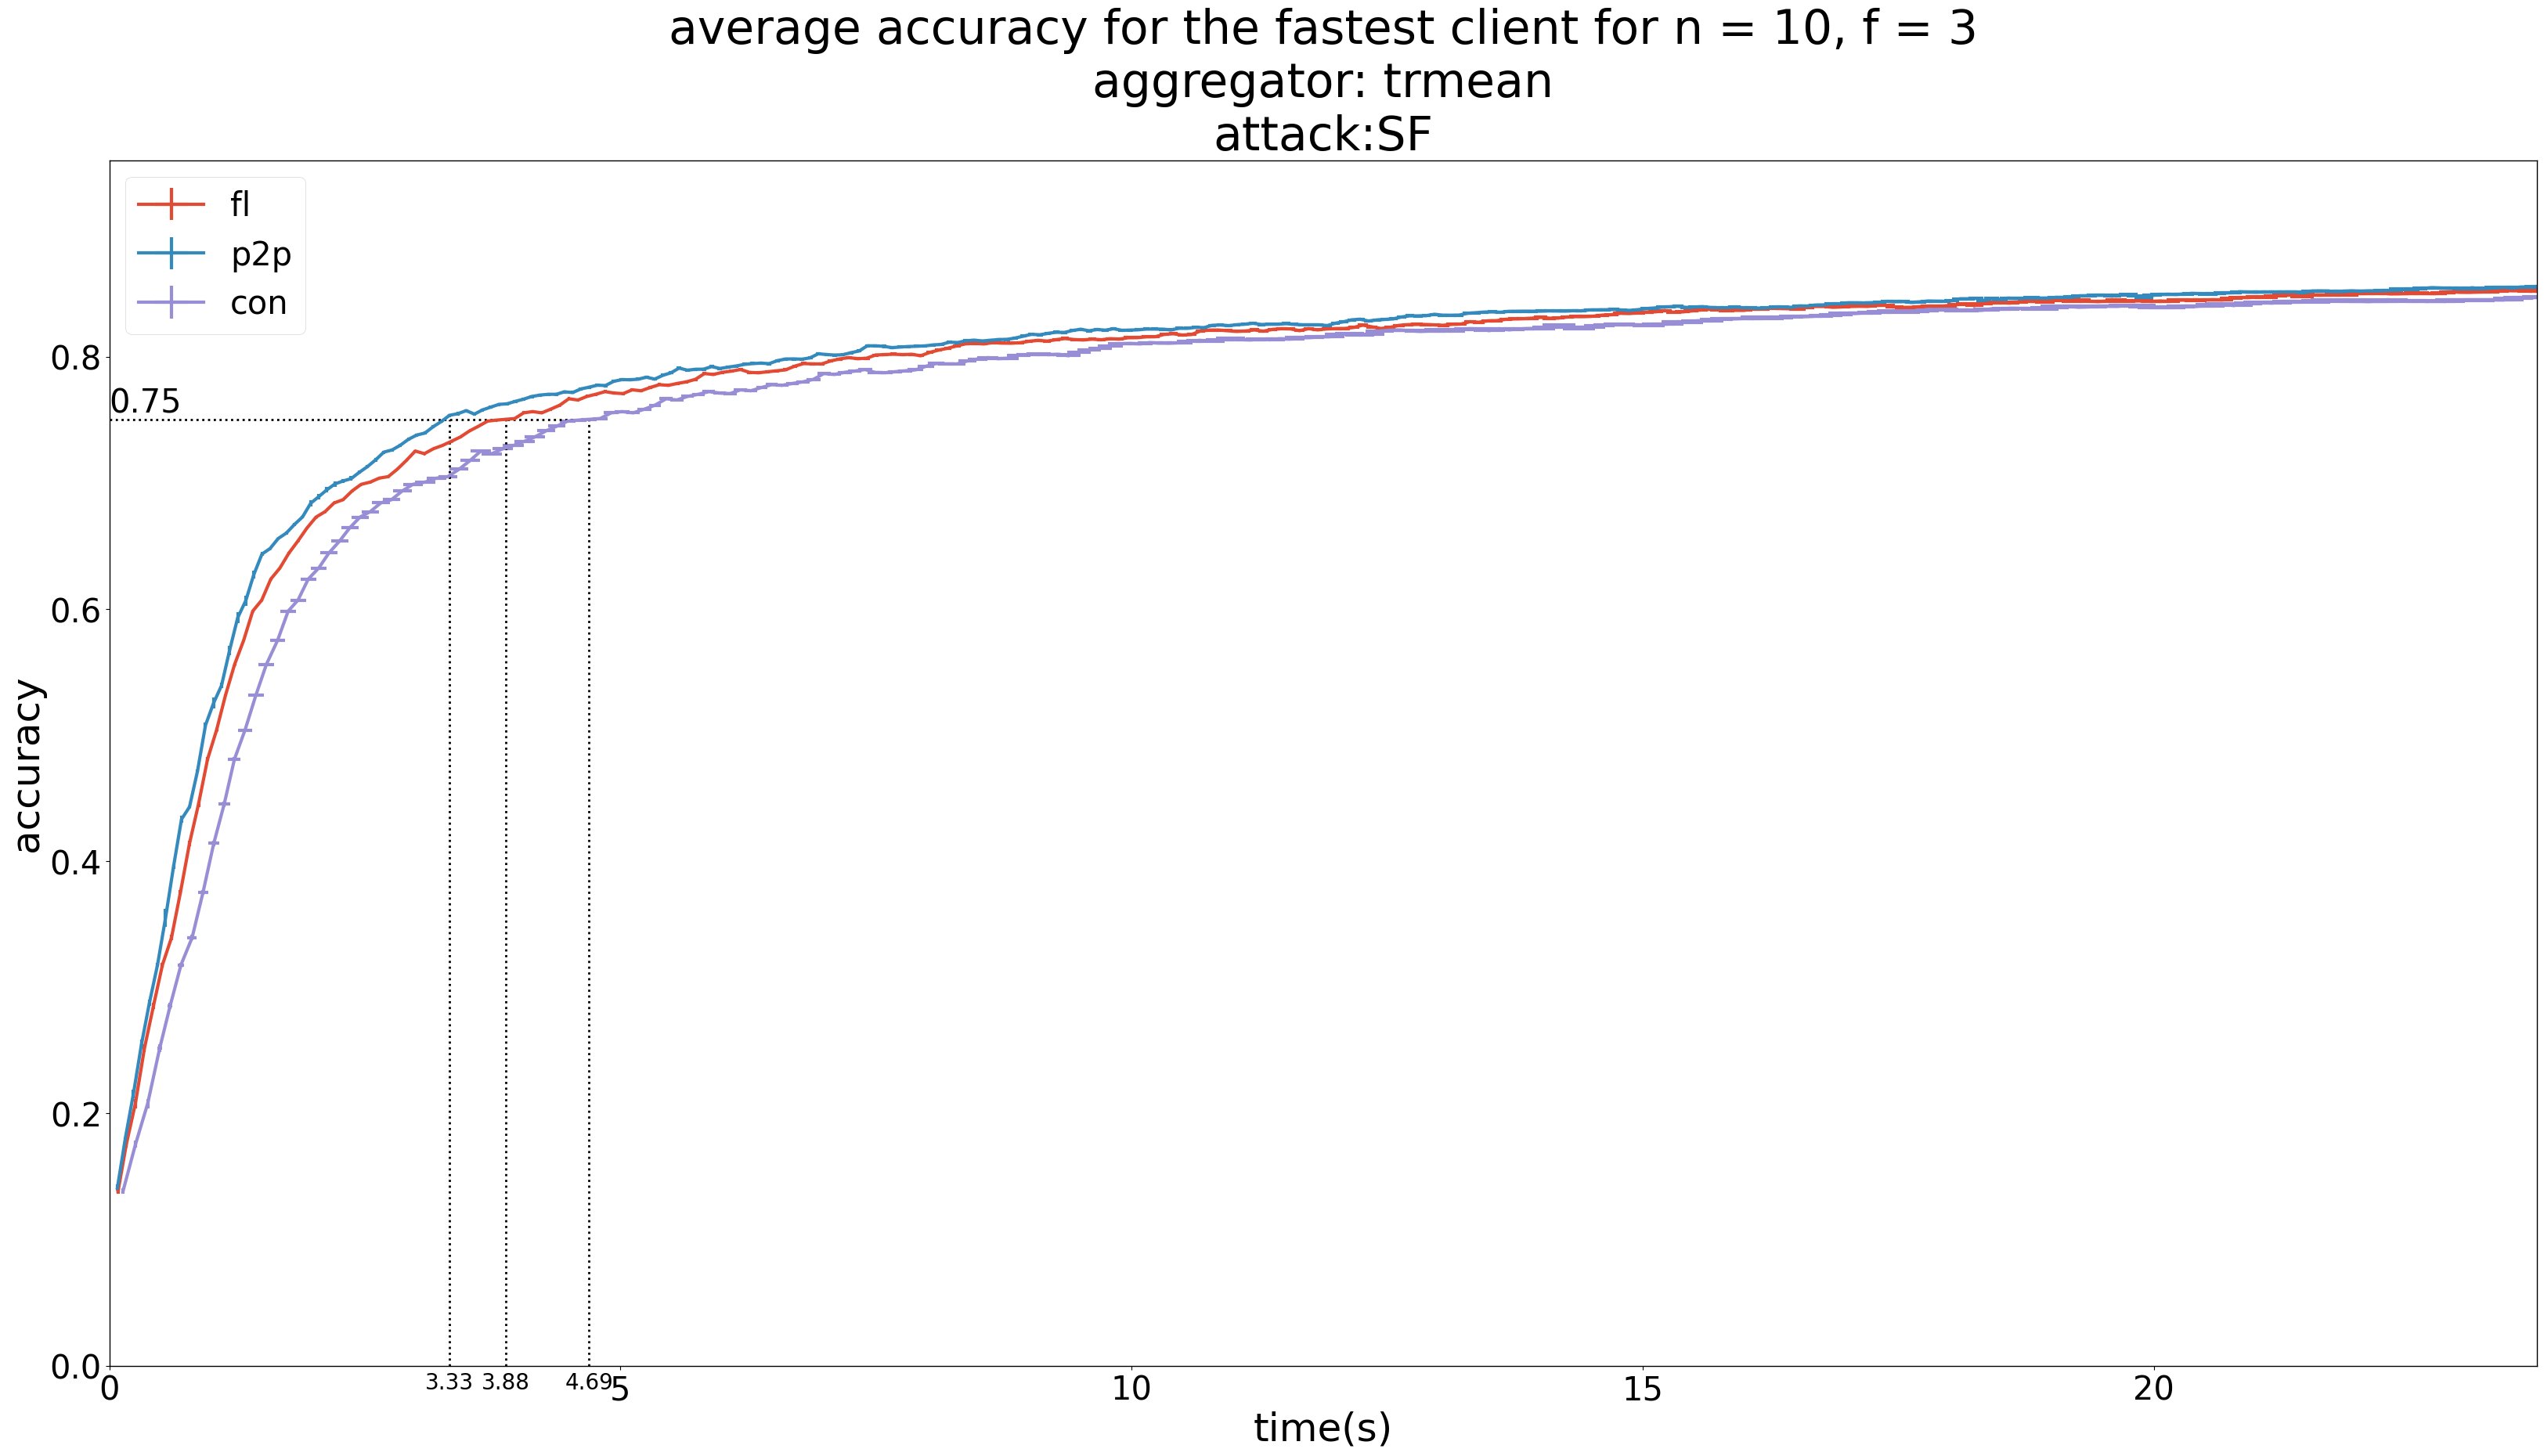 average accuracy for the fastest client for n = 10, f = 3
aggregator: trmean
attack:SF
fl
p2p
con
0.8
0.75
0.6
0.4
0.2
0.0
accuracy
0 3.33 3.88 4.69 5 10 15 20
time(s)